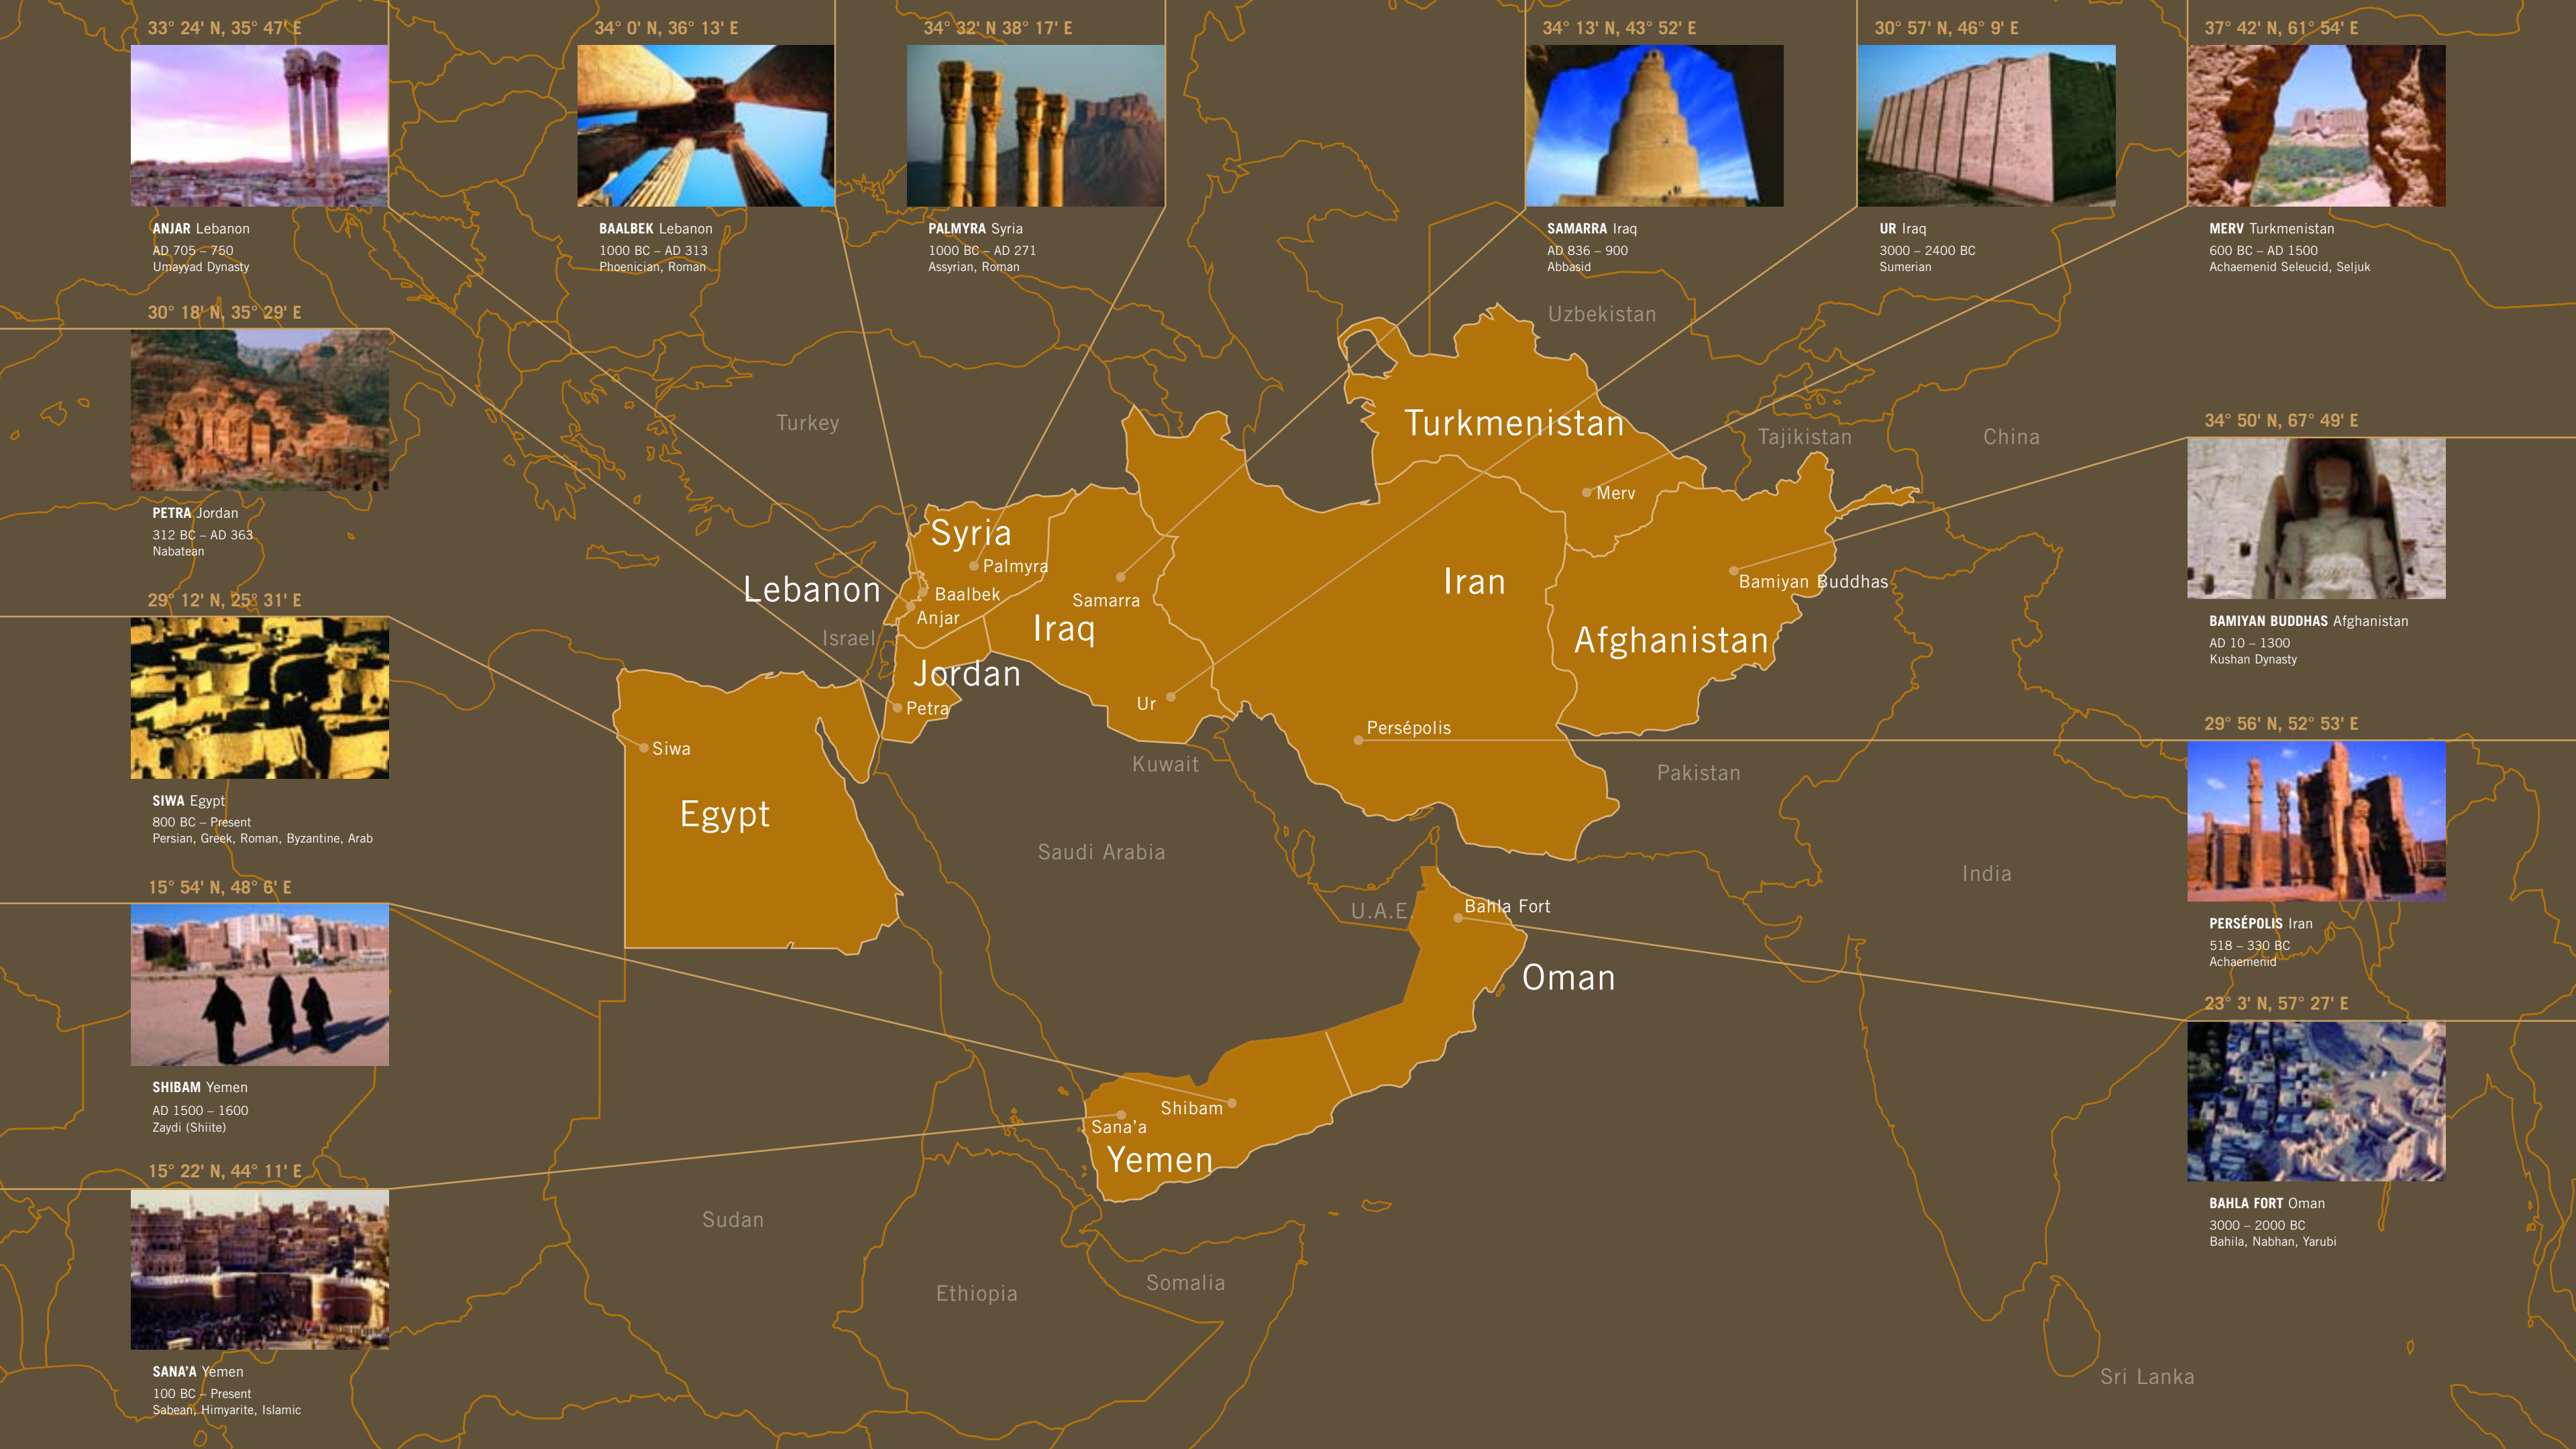 33° 24' N, 35° 47' E
ANJAR Lebanon
AD 705 – 750
Umayyad Dynasty
34° 0' N, 36° 13' E
BAALBEK Lebanon
1000 BC – AD 313
Phoenician, Roman
34° 32' N 38° 17' E
PALMYRA Syria
1000 BC – AD 271
Assyrian, Roman
34° 13' N, 43° 52' E
SAMARRA Iraq
AD 836 – 900
Abbasid
30° 57' N, 46° 9' E
UR Iraq
3000 – 2400 BC
Sumerian
37° 42' N, 61° 54' E
MERV Turkmenistan
600 BC – AD 1500
Achaemenid Seleucid, Seljuk
30° 18' N, 35° 29' E
PETRA Jordan
312 BC – AD 363
Nabatean
29° 12' N, 25° 31' E
SIWA Egypt
800 BC – Present
Persian, Greek, Roman, Byzantine, Arab
15° 54' N, 48° 6' E
SHIBAM Yemen
AD 1500 – 1600
Zaydi (Shiite)
15° 22' N, 44° 11' E
SANA'A Yemen
100 BC – Present
Sabean, Himyarite, Islamic
Uzbekistan
Turkey
Turkmenistan
Tajikistan
China
Merv
Syria
Palmyra
Lebanon
Baalbek
Samarra
Anjar
Iraq
Israel
Jordan
Petra
Ur
Iran
Bamiyan Buddhas
Afghanistan
Persépolis
Siwa
Egypt
Kuwait
Pakistan
Saudi Arabia
India
U.A.E.
Bahla Fort
Oman
Shibam
Sana'a
Yemen
Sudan
Ethiopia
Somalia
Sri Lanka
34° 50' N, 67° 49' E
BAMIYAN BUDDHAS Afghanistan
AD 10 – 1300
Kushan Dynasty
29° 56' N, 52° 53' E
PERSÉPOLIS Iran
518 – 330 BC
Achaemenid
23° 3' N, 57° 27' E
BAHLA FORT Oman
3000 – 2000 BC
Bahila, Nabhan, Yarubi